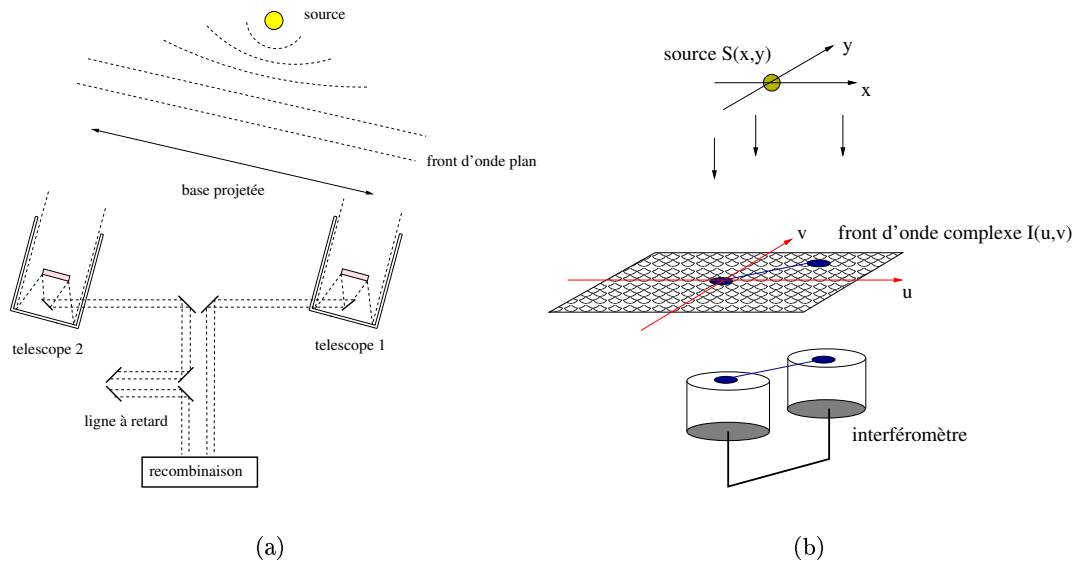 source
front d'onde plan
base projetée
telescope 2
telescope 1
ligne à retard
recombinaison
(a)
y
source S(x,y)
x
v
front d'onde complexe I(u,v)
u
interféromètre
(b)